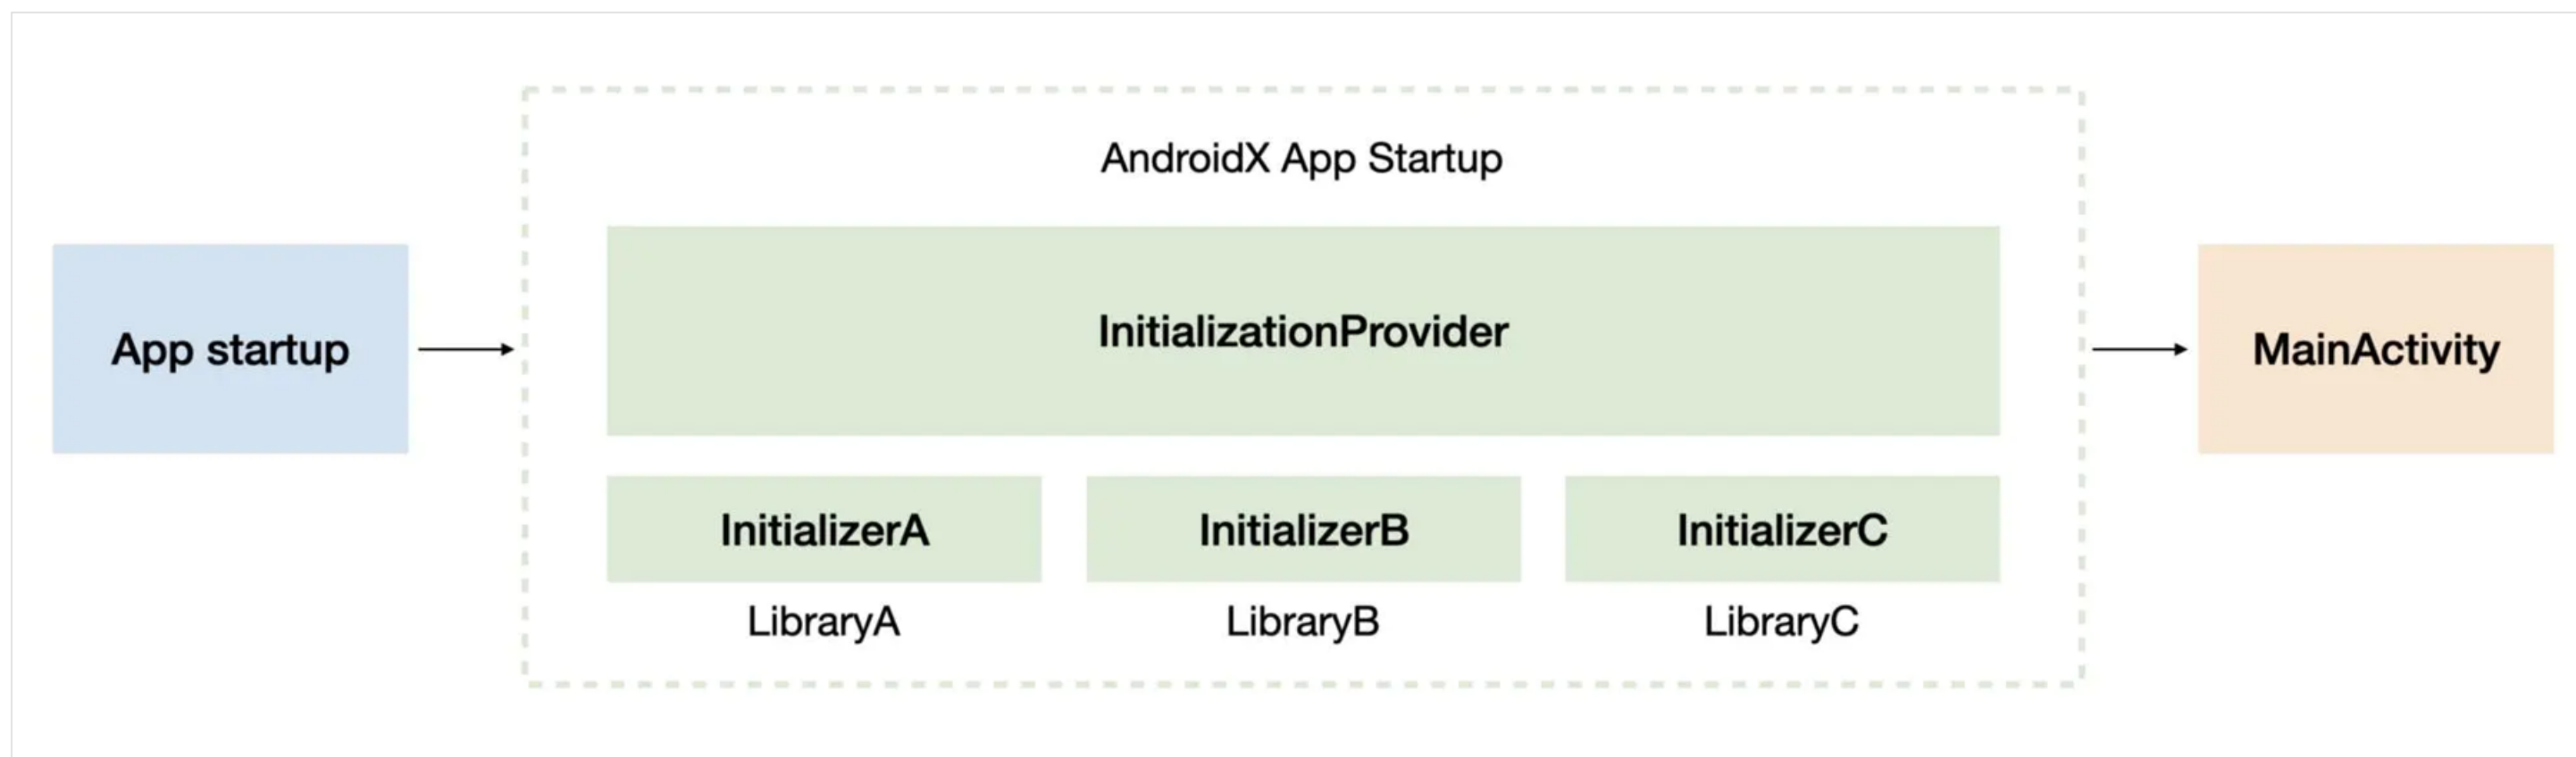 AndroidX App Startup
App startup
InitializationProvider
MainActivity
InitializerA
InitializerB
InitializerC
LibraryA
LibraryB
LibraryC